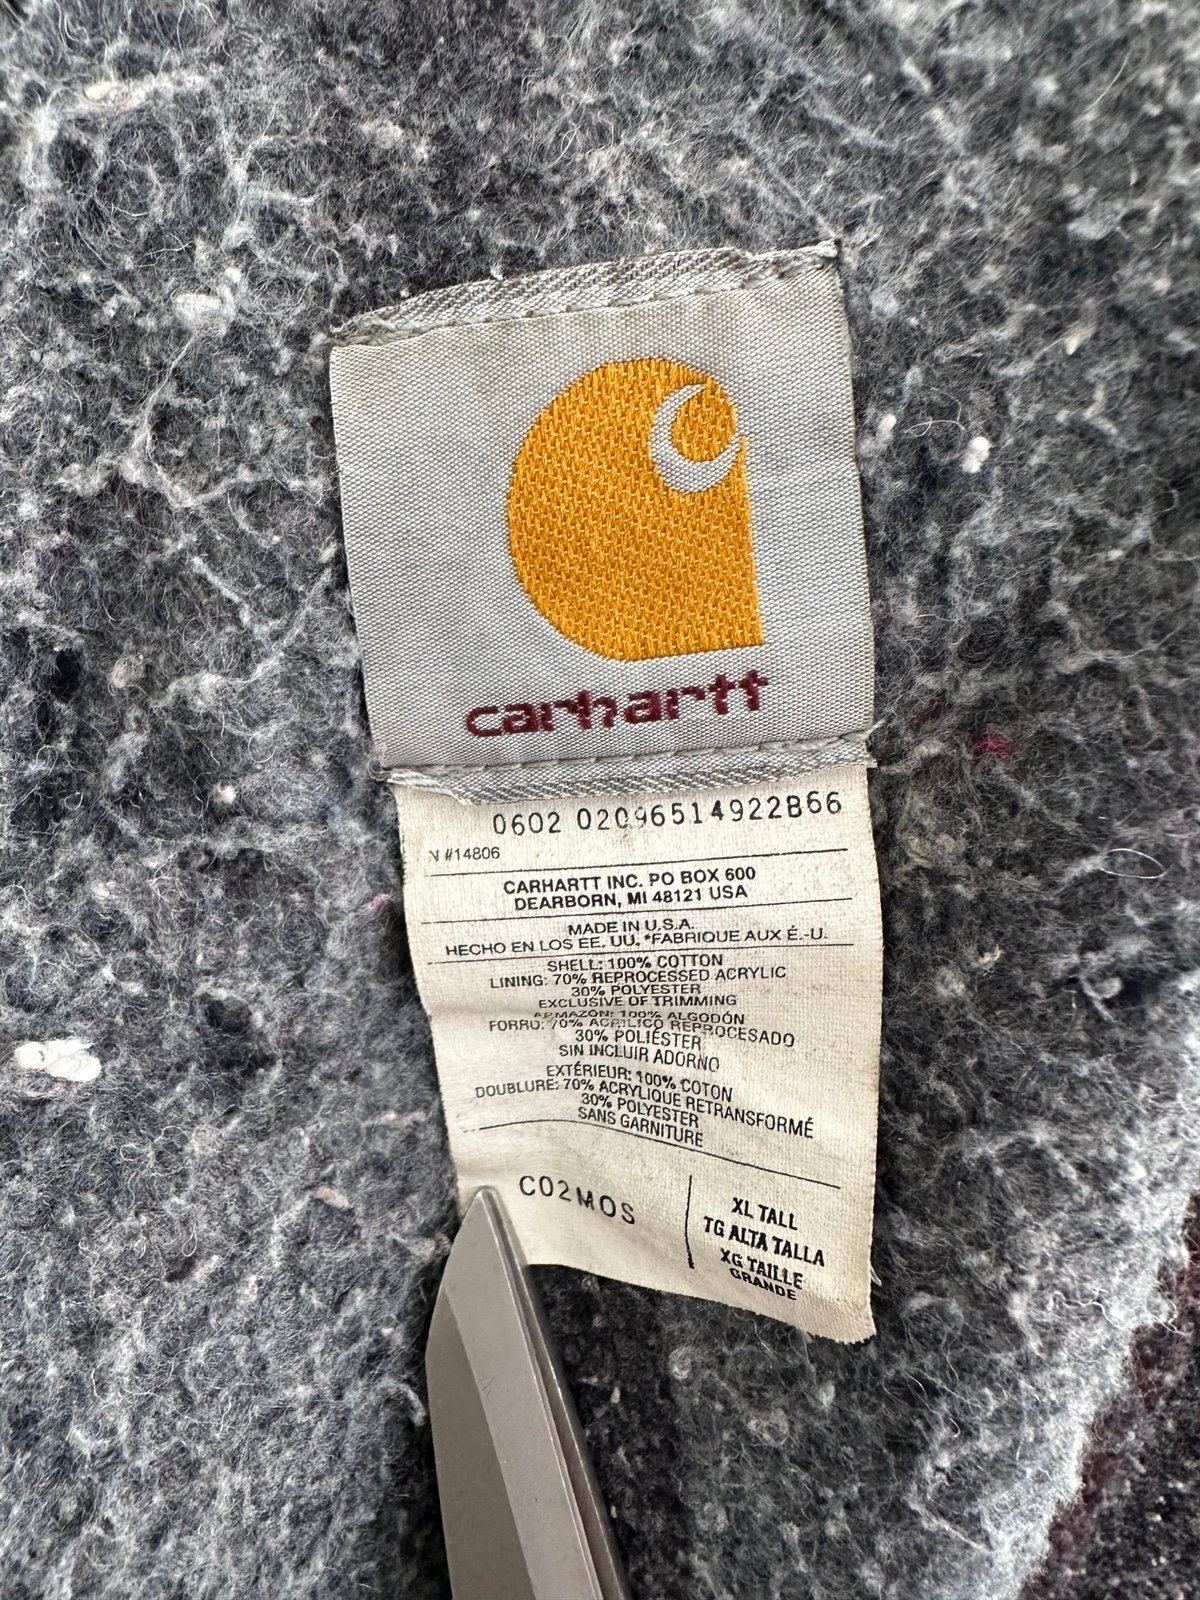 carhartt
0602 02096514922B66
N #14806
CARHARTT INC. PO BOX 600
DEARBORN, MI 48121 USA
MADE IN U.S.A.
HECHO EN LOS EE. UU. *FABRIQUE AUX É.-U.
SHELL: 100% COTTON
LINING: 70% REPROCESSED ACRYLIC
30% POLYESTER
EXCLUSIVE OF TRIMMING
ARMAZON: 100% ALGODÓN
FORRO: 70% ACRILICO REPROCESADO
30% POLIÉSTER
SIN INCLUIR ADORNO
EXTÉRIEUR: 100% COTON
DOUBLURE: 70% ACRYLIQUE RETRANSFORMÉ
30% POLYESTER
SANS GARNITURE
C02MOS
XL TALL
TG ALTA TALLA
XG TAILLE
GRANDE